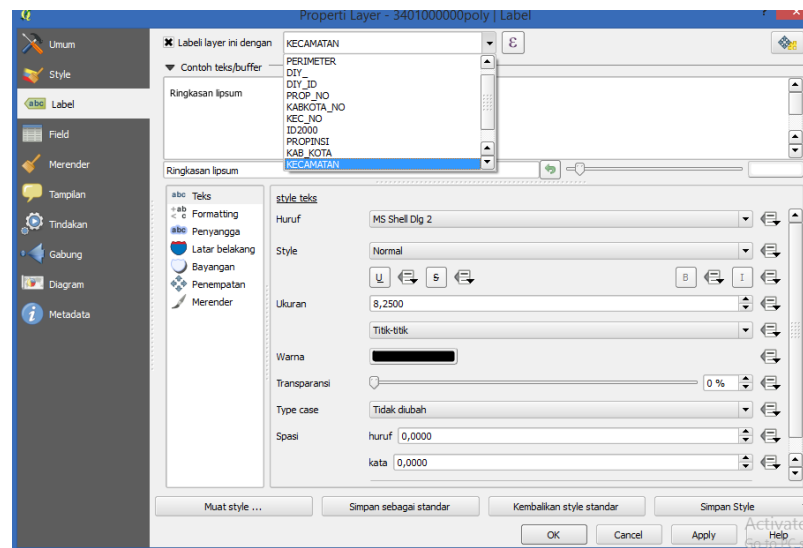 Properti Layer - 3401000000poly | Label
Umum
Style
Label
Field
Merender
Tampilan
Tindakan
Gabung
Diagram
Metadata
Labeli layer ini dengan
KECAMATAN
ε
Contoh teks/buffer
Ringkasan lipsum
PERIMETER
DIY_
DIY_ID
PROP_NO
KABKOTA_NO
KEC_NO
ID2000
PROPINSI
KAB_KOTA
KECAMATAN
Ringkasan lipsum
Teks
Formatting
Penyangga
Latar belakang
Bayangan
Penempatan
Merender
style teks
Huruf
MS Shell Dlg 2
Style
Normal
U
S
B
I
Ukuran
8,2500
Titik-titik
Warna
Transparansi
0 %
Type case
Tidak diubah
Spasi
huruf 0,0000
kata 0,0000
Muat style ...
Simpan sebagai standar
Kembalikan style standar
Simpan Style
OK
Cancel
Apply
Help
Activate
Go to PC s